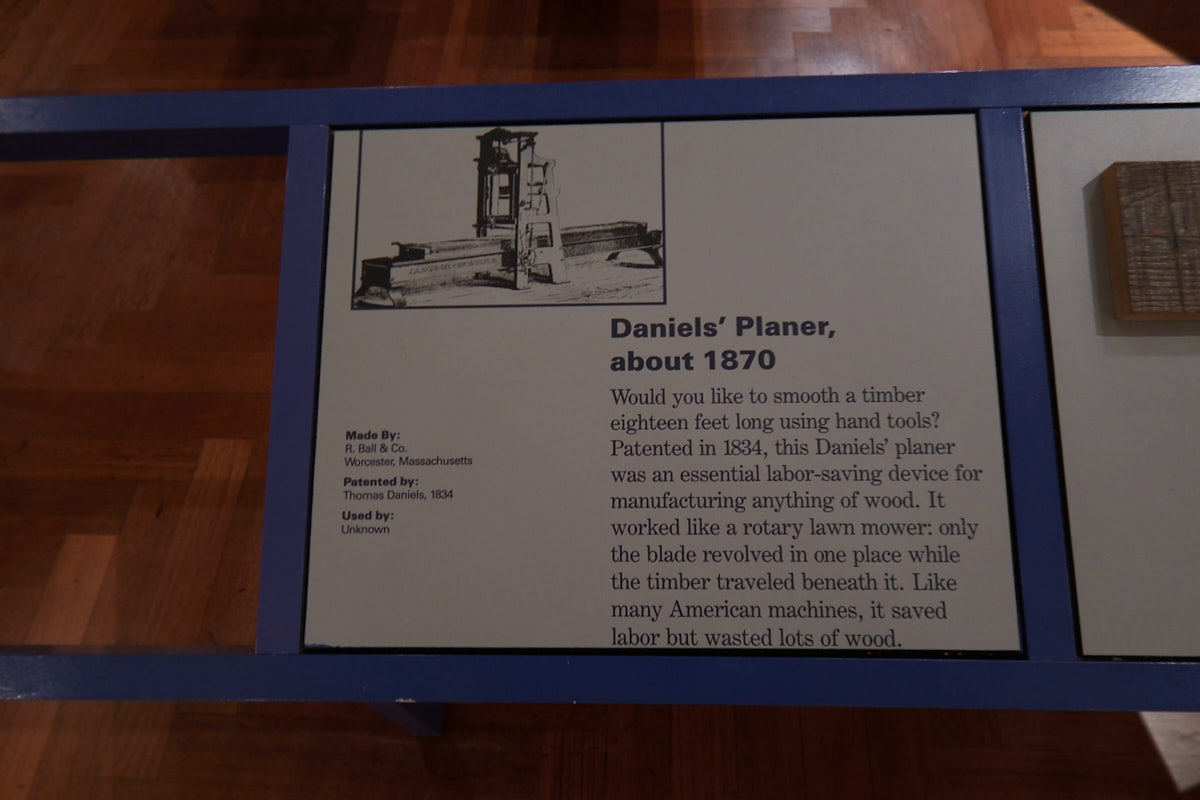 Daniels' Planer,
about 1870
Would you like to smooth a timber
eighteen feet long using hand tools?
Patented in 1834, this Daniels' planer
was an essential labor-saving device for
manufacturing anything of wood. It
worked like a rotary lawn mower: only
the blade revolved in one place while
the timber traveled beneath it. Like
many American machines, it saved
labor but wasted lots of wood.
Made By:
R. Ball & Co.
Worcester, Massachusetts
Patented by:
Thomas Daniels, 1834
Used by:
Unknown